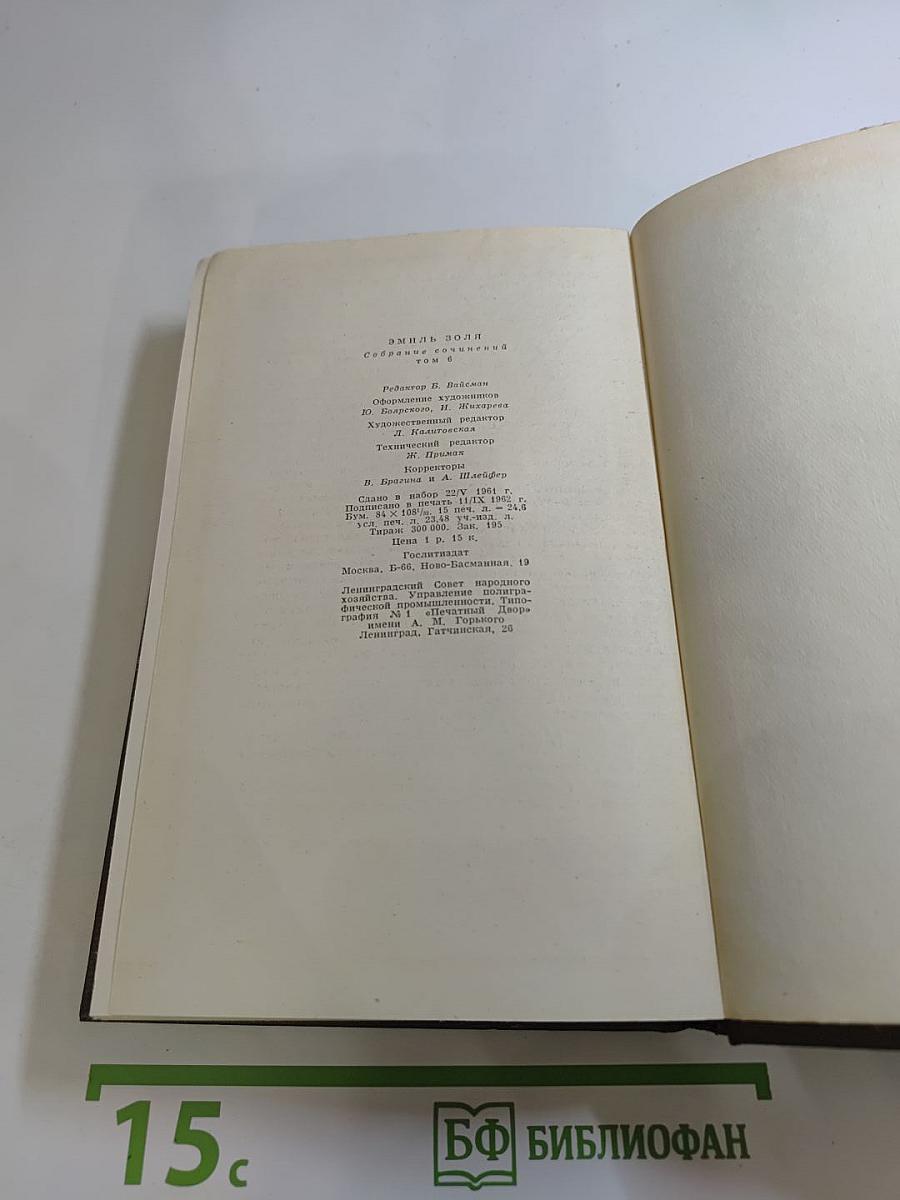 ЭМИЛЬ ЗОЛЯ
Собрание сочинений
том 6
Редактор Б. Вайсман
Оформление художников
Ю. Боярского, И. Жихарева
Художественный редактор
Л. Калитовская
Технический редактор
Ж. Примак
Корректоры
В. Брагина и А. Шлейфер
Сдано в набор 22/V 1961 г.
Подписано в печать 11/IX 1962 г.
Бум. 84 × 108¹/₃₂. 15 печ. л. = 24,6
усл. печ. л. 23,48 уч.-изд. л.
Тираж 300 000. Зак. 195
Цена 1 р. 15 к.
Гослитиздат
Москва, Б-66, Ново-Басманная, 19
Ленинградский Совет народного
хозяйства. Управление полигра-
фической промышленности. Типо-
графия № 1 «Печатный Двор»
имени А. М. Горького
Ленинград, Гатчинская, 26
15 с
БФ БИБЛИОФАН